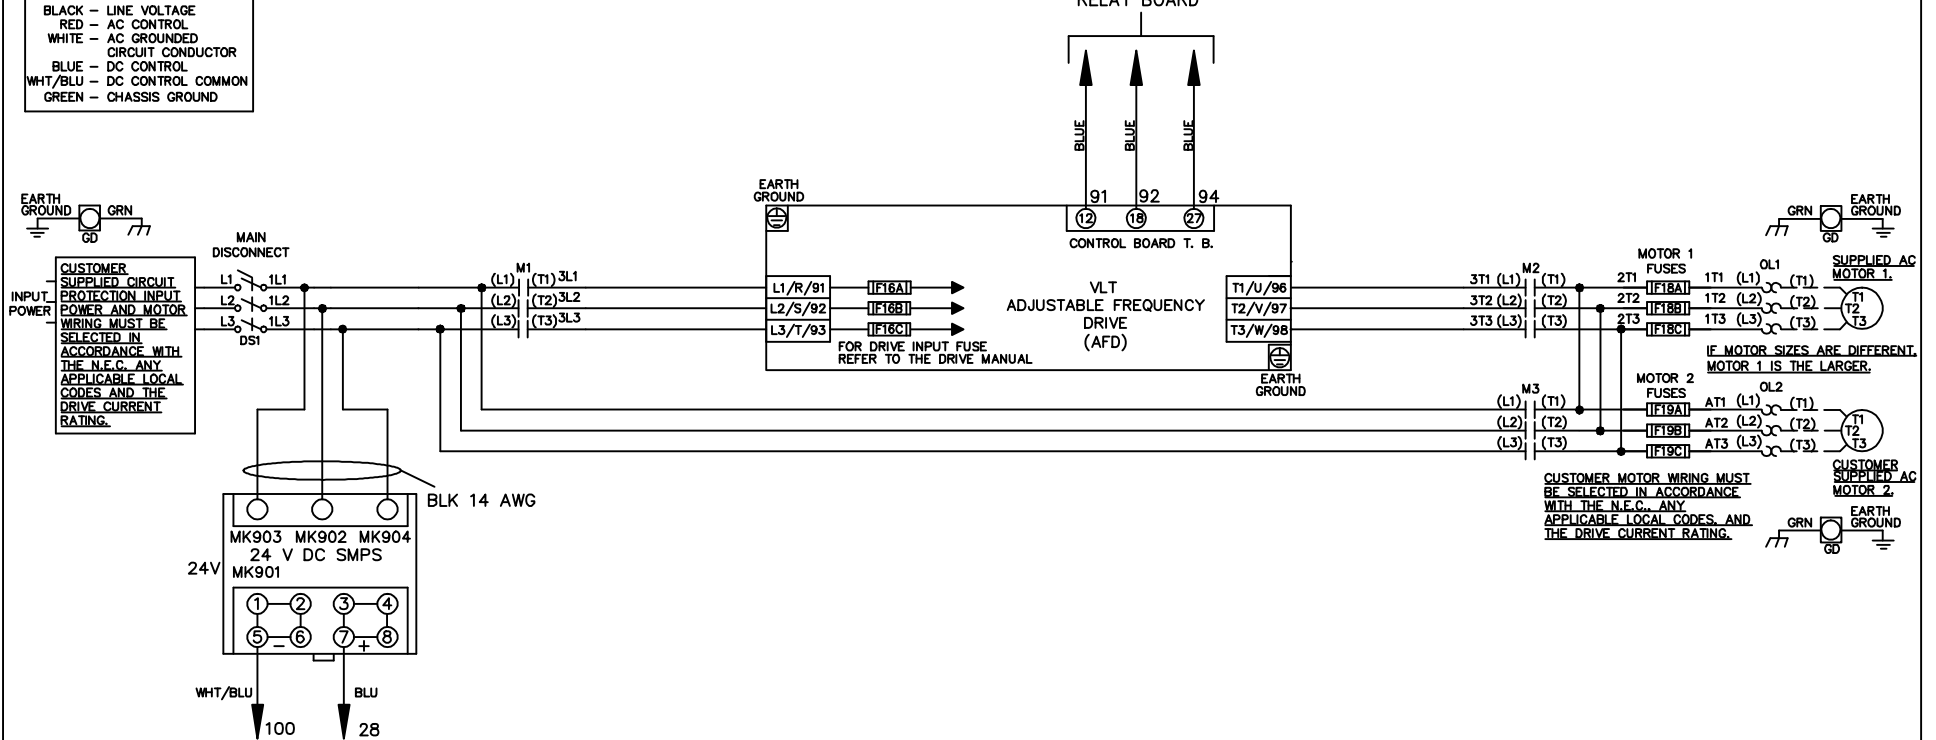 BLACK – LINE VOLTAGE
RED – AC CONTROL
WHITE – AC GROUNDED
CIRCUIT CONDUCTOR
BLUE – DC CONTROL
WHT/BLU – DC CONTROL COMMON
GREEN – CHASSIS GROUND
RELAY BOARD
BLUE
BLUE
BLUE
91
92
94
12
18
27
CONTROL BOARD T. B.
EARTH
GROUND
GRN
GD
MAIN
DISCONNECT
INPUT
POWER
CUSTOMER
SUPPLIED CIRCUIT
PROTECTION INPUT
POWER AND MOTOR
WIRING MUST BE
SELECTED IN
ACCORDANCE WITH
THE N.E.C. ANY
APPLICABLE LOCAL
CODES AND THE
DRIVE CURRENT
RATING.
L1 1L1
L2 1L2
L3 1L3
DS1
M1
(L1) (T1) 3L1
(L2) (T2) 3L2
(L3) (T3) 3L3
EARTH
GROUND
L1/R/91
L2/S/92
L3/T/93
F16A
F16B
F16C
FOR DRIVE INPUT FUSE
REFER TO THE DRIVE MANUAL
VLT
ADJUSTABLE FREQUENCY
DRIVE
(AFD)
T1/U/96
T2/V/97
T3/W/98
EARTH
GROUND
M2
3T1 (L1) (T1)
3T2 (L2) (T2)
3T3 (L3) (T3)
MOTOR 1
FUSES
2T1 F18A 1T1 (L1)
2T2 F18B 1T2 (L2)
2T3 F18C 1T3 (L3)
OL1
(T1)
(T2)
(T3)
T1
T2
T3
GRN
GD
EARTH
GROUND
SUPPLIED AC
MOTOR 1.
IF MOTOR SIZES ARE DIFFERENT,
MOTOR 1 IS THE LARGER.
M3
(L1) (T1)
(L2) (T2)
(L3) (T3)
MOTOR 2
FUSES
F19A AT1 (L1)
F19B AT2 (L2)
F19C AT3 (L3)
OL2
(T1)
(T2)
(T3)
T1
T2
T3
CUSTOMER
SUPPLIED AC
MOTOR 2.
CUSTOMER MOTOR WIRING MUST
BE SELECTED IN ACCORDANCE
WITH THE N.E.C., ANY
APPLICABLE LOCAL CODES, AND
THE DRIVE CURRENT RATING.
GRN
GD
EARTH
GROUND
BLK 14 AWG
MK903 MK902 MK904
24 V DC SMPS
24V
MK901
1 2 3 4
5 – 6 7 + 8
WHT/BLU
BLU
100
28